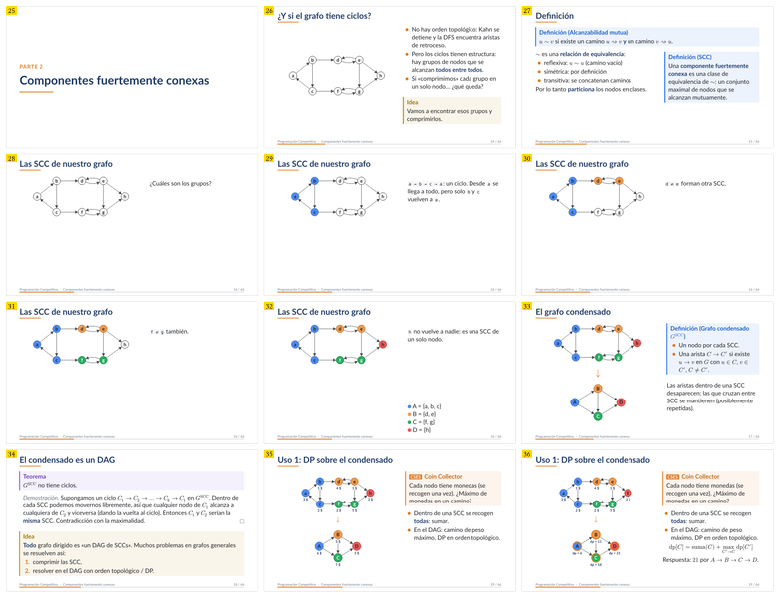 25
PARTE 2
Componentes fuertemente conexas
26
¿Y si el grafo tiene ciclos?
No hay orden topológico: Kahn se
detiene y la DFS encuentra aristas
de retroceso.
Pero los ciclos tienen estructura:
hay grupos de nodos que se
alcanzan todos entre todos.
Si «comprimimos» cada grupo en
un solo nodo... ¿qué queda?
Idea
Vamos a encontrar esos grupos y
comprimirlos.
27
Definición
Definición (Alcanzabilidad mutua)
u ∼ v si existe un camino u ⇝ v y un camino v ⇝ u.
∼ es una relación de equivalencia:
reflexiva: u ∼ u (camino vacío)
simétrica: por definición
transitiva: se concatenan caminos
Por lo tanto particiona los nodos en clases.
Definición (SCC)
Una componente fuertemente
conexa es una clase de
equivalencia de ∼: un conjunto
maximal de nodos que se
alcanzan mutuamente.
28
Las SCC de nuestro grafo
¿Cuáles son los grupos?
29
Las SCC de nuestro grafo
a → b → c → a: un ciclo. Desde a se
llega a todo, pero solo b y c
vuelven a a.
30
Las SCC de nuestro grafo
d ⇄ e forman otra SCC.
31
Las SCC de nuestro grafo
f ⇄ g también.
32
Las SCC de nuestro grafo
h no vuelve a nadie: es una SCC de
un solo nodo.
A = {a, b, c}
B = {d, e}
C = {f, g}
D = {h}
33
El grafo condensado
Definición (Grafo condensado
G^SCC)
Un nodo por cada SCC.
Una arista C → C′ si existe
u → v en G con u ∈ C, v ∈
C′, C ≠ C′.
Las aristas dentro de una SCC
desaparecen; las que cruzan entre
SCC se mantienen (posiblemente
repetidas).
34
El condensado es un DAG
Teorema
G^SCC no tiene ciclos.
Demostración. Supongamos un ciclo C₁ → C₂ → ... → Cₖ → C₁ en G^SCC. Dentro de
cada SCC podemos movernos libremente, así que cualquier nodo de C₁ alcanza a
cualquiera de C₂ y viceversa (dando la vuelta al ciclo). Entonces C₁ y C₂ serían la
misma SCC. Contradicción con la maximalidad.
Idea
Todo grafo dirigido es «un DAG de SCCs». Muchos problemas en grafos generales
se resuelven así:
1. comprimir las SCC,
2. resolver en el DAG con orden topológico / DP.
35
Uso 1: DP sobre el condensado
CSES Coin Collector
Cada nodo tiene monedas (se
recogen una vez). ¿Máximo de
monedas en un camino?
Dentro de una SCC se recogen
todas: sumar.
En el DAG: camino de peso
máximo, DP en orden topológico.
36
Uso 1: DP sobre el condensado
CSES Coin Collector
Cada nodo tiene monedas (se
recogen una vez). ¿Máximo de
monedas en un camino?
Dentro de una SCC se recogen
todas: sumar.
En el DAG: camino de peso
máximo, DP en orden topológico.
dp[C] = suma(C) + max dp[C′]
Respuesta: 21 por A → B → C → D.